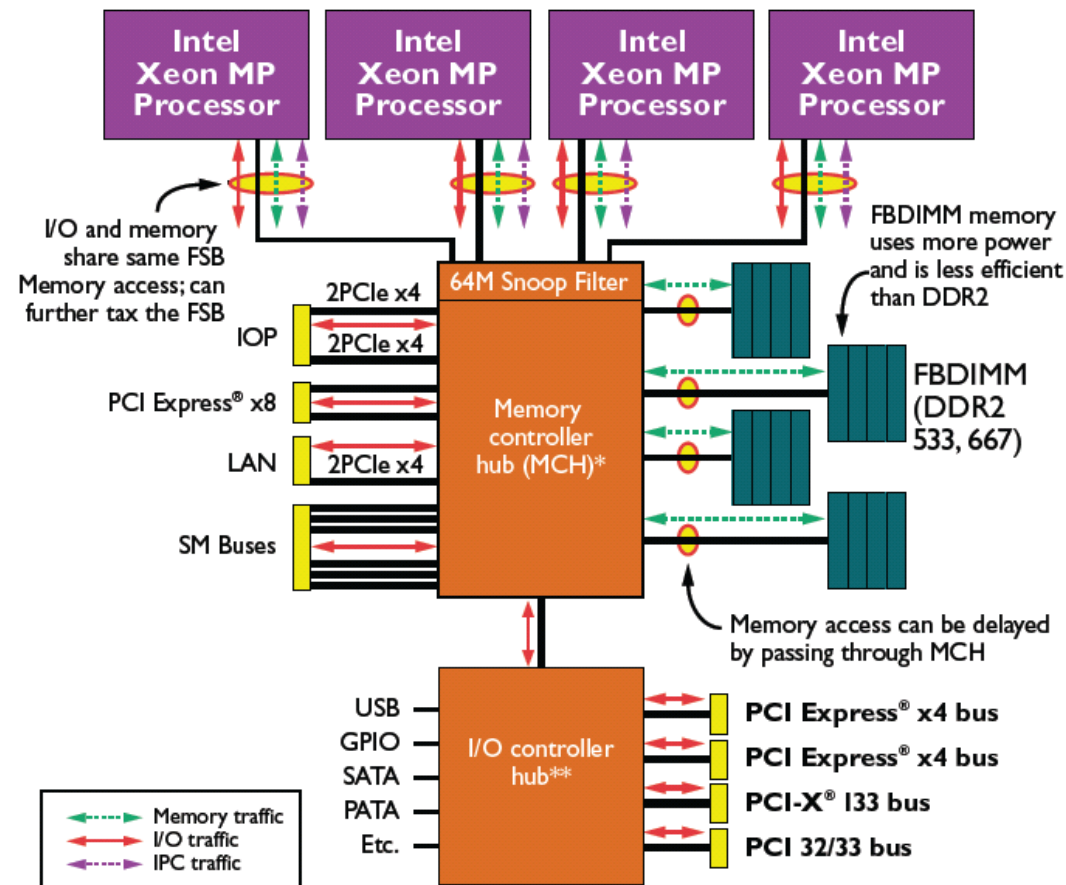 Intel
Xeon MP
Processor
Intel
Xeon MP
Processor
Intel
Xeon MP
Processor
Intel
Xeon MP
Processor
I/O and memory
share same FSB
Memory access; can
further tax the FSB
FBDIMM memory
uses more power
and is less efficient
than DDR2
64M Snoop Filter
2PCIe x4
IOP
2PCIe x4
PCI Express® x8
LAN
2PCIe x4
SM Buses
Memory
controller
hub (MCH)*
FBDIMM
(DDR2
533, 667)
Memory access can be delayed
by passing through MCH
USB
GPIO
SATA
PATA
Etc.
I/O controller
hub**
PCI Express® x4 bus
PCI Express® x4 bus
PCI-X® 133 bus
PCI 32/33 bus
Memory traffic
I/O traffic
IPC traffic